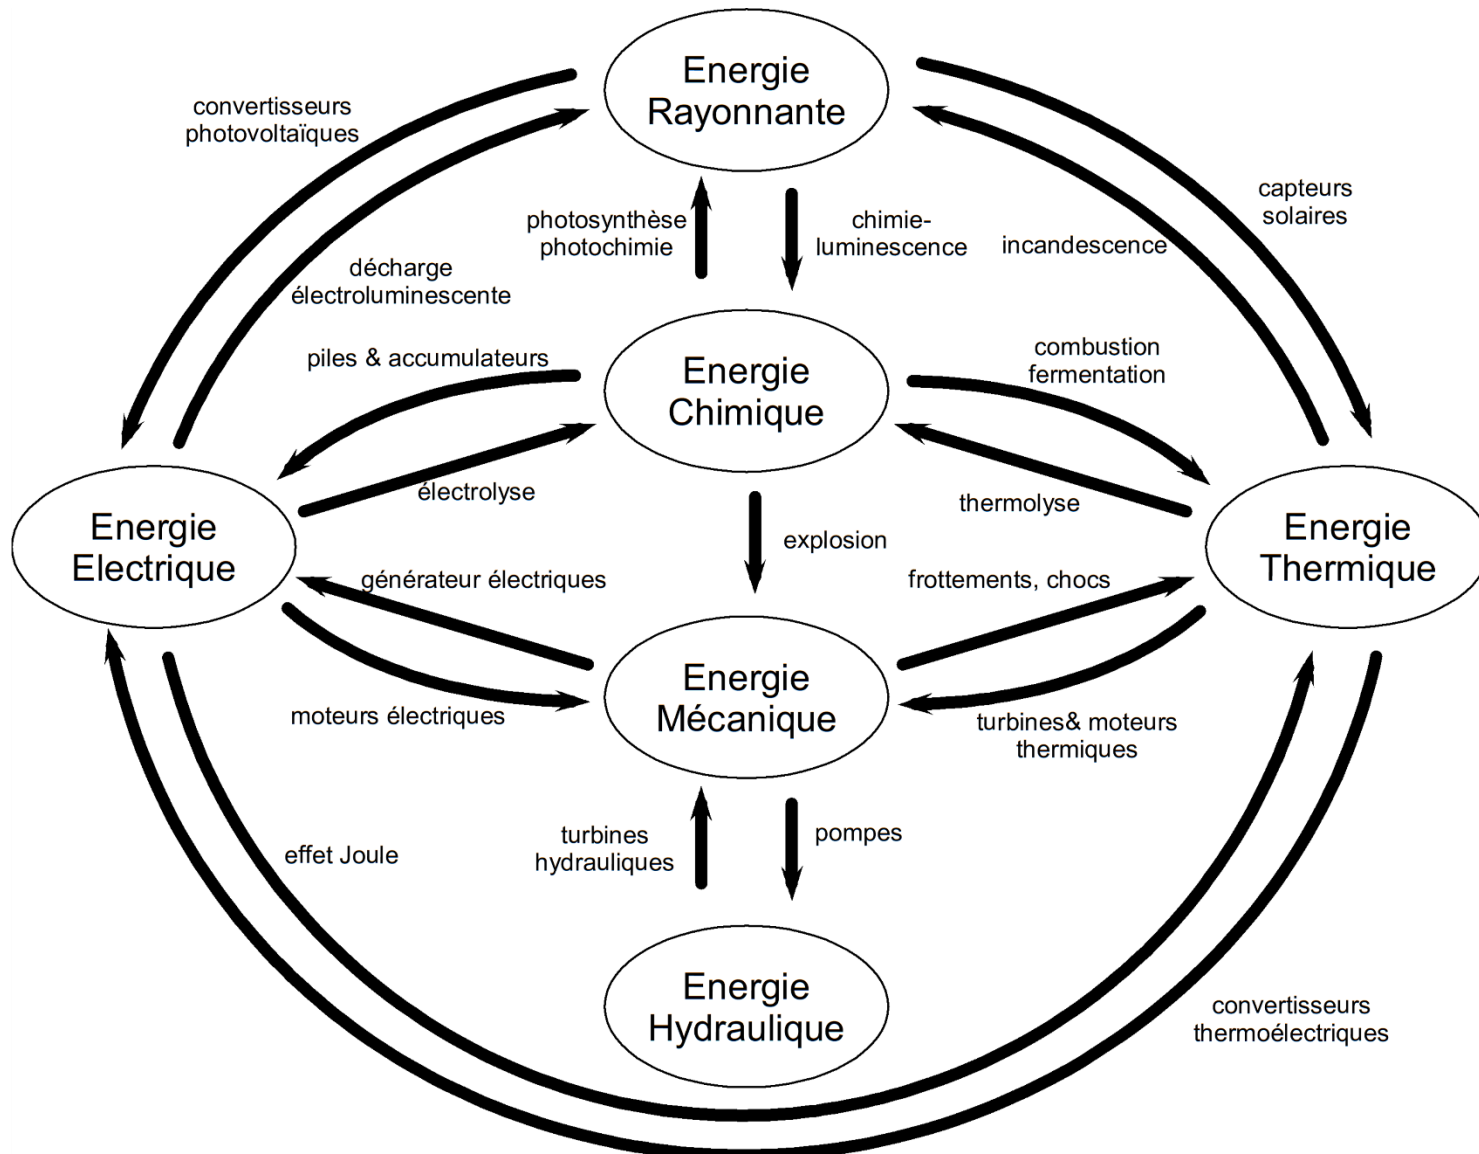 Energie
Rayonnante
convertisseurs
photovoltaïques
capteurs
solaires
photosynthèse
photochimie
chimie-
luminescence
incandescence
décharge
électroluminescente
piles & accumulateurs
Energie
Chimique
combustion
fermentation
électrolyse
thermolyse
Energie
Electrique
explosion
Energie
Thermique
générateur électriques
frottements, chocs
Energie
Mécanique
moteurs électriques
turbines& moteurs
thermiques
effet Joule
turbines
hydrauliques
pompes
Energie
Hydraulique
convertisseurs
thermoélectriques